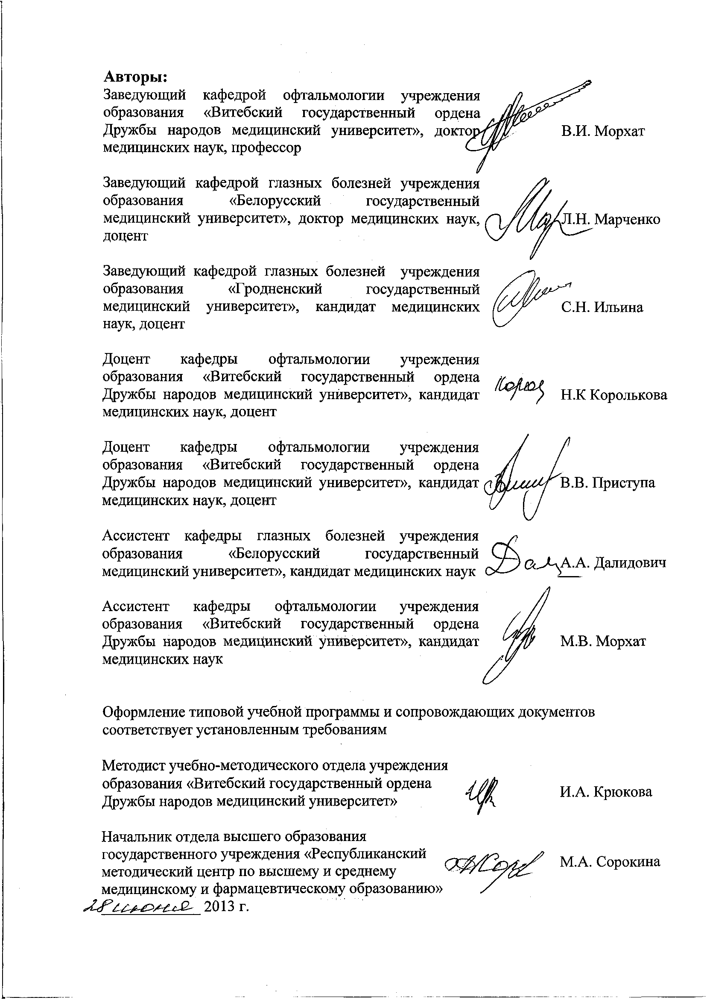 Авторы:
Заведующий кафедрой офтальмологии учреждения
образования «Витебский государственный ордена
Дружбы народов медицинский университет», доктор
медицинских наук, профессор
В.И. Морхат
Заведующий кафедрой глазных болезней учреждения
образования «Белорусский государственный
медицинский университет», доктор медицинских наук,
доцент
Л.Н. Марченко
Заведующий кафедрой глазных болезней учреждения
образования «Гродненский государственный
медицинский университет», кандидат медицинских
наук, доцент
С.Н. Ильина
Доцент кафедры офтальмологии учреждения
образования «Витебский государственный ордена
Дружбы народов медицинский университет», кандидат
медицинских наук, доцент
Н.К Королькова
Доцент кафедры офтальмологии учреждения
образования «Витебский государственный ордена
Дружбы народов медицинский университет», кандидат
медицинских наук, доцент
В.В. Приступа
Ассистент кафедры глазных болезней учреждения
образования «Белорусский государственный
медицинский университет», кандидат медицинских наук
А.А. Далидович
Ассистент кафедры офтальмологии учреждения
образования «Витебский государственный ордена
Дружбы народов медицинский университет», кандидат
медицинских наук
М.В. Морхат
Оформление типовой учебной программы и сопровождающих документов
соответствует установленным требованиям
Методист учебно-методического отдела учреждения
образования «Витебский государственный ордена
Дружбы народов медицинский университет»
И.А. Крюкова
Начальник отдела высшего образования
государственного учреждения «Республиканский
методический центр по высшему и среднему
медицинскому и фармацевтическому образованию»
М.А. Сорокина
28 июня 2013 г.